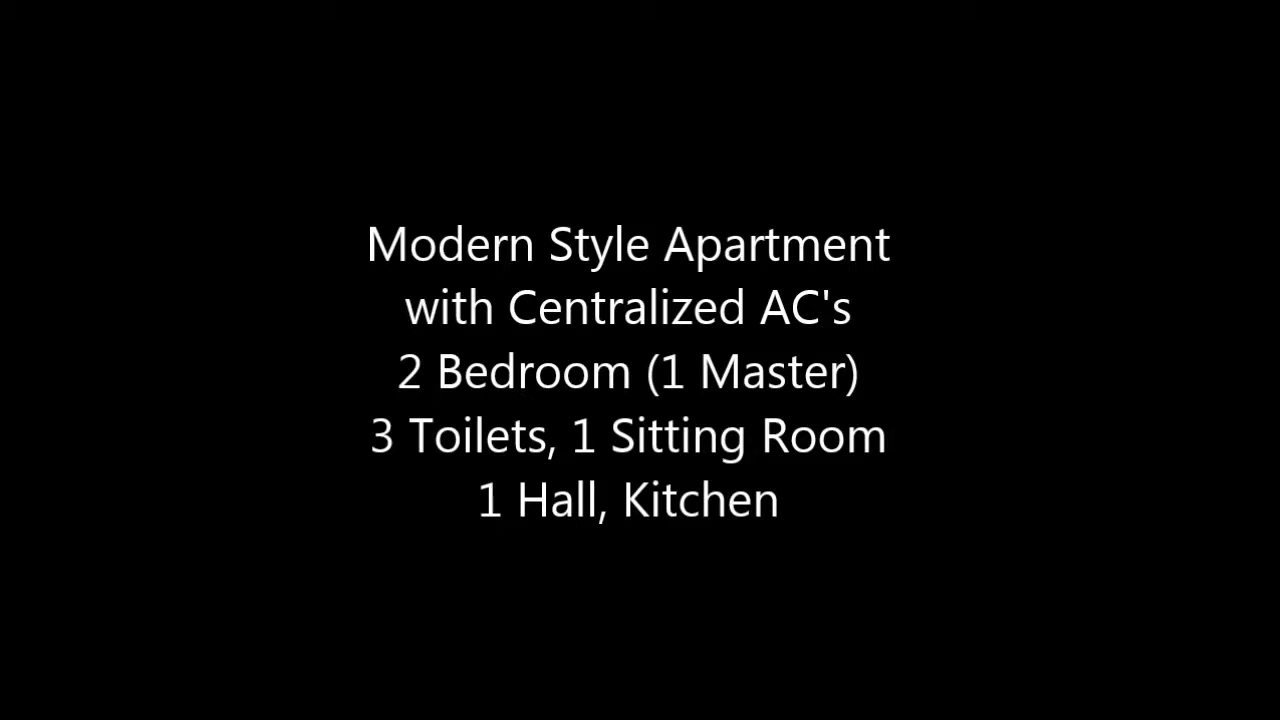 Modern Style Apartment
with Centralized AC's
2 Bedroom (1 Master)
3 Toilets, 1 Sitting Room
1 Hall, Kitchen